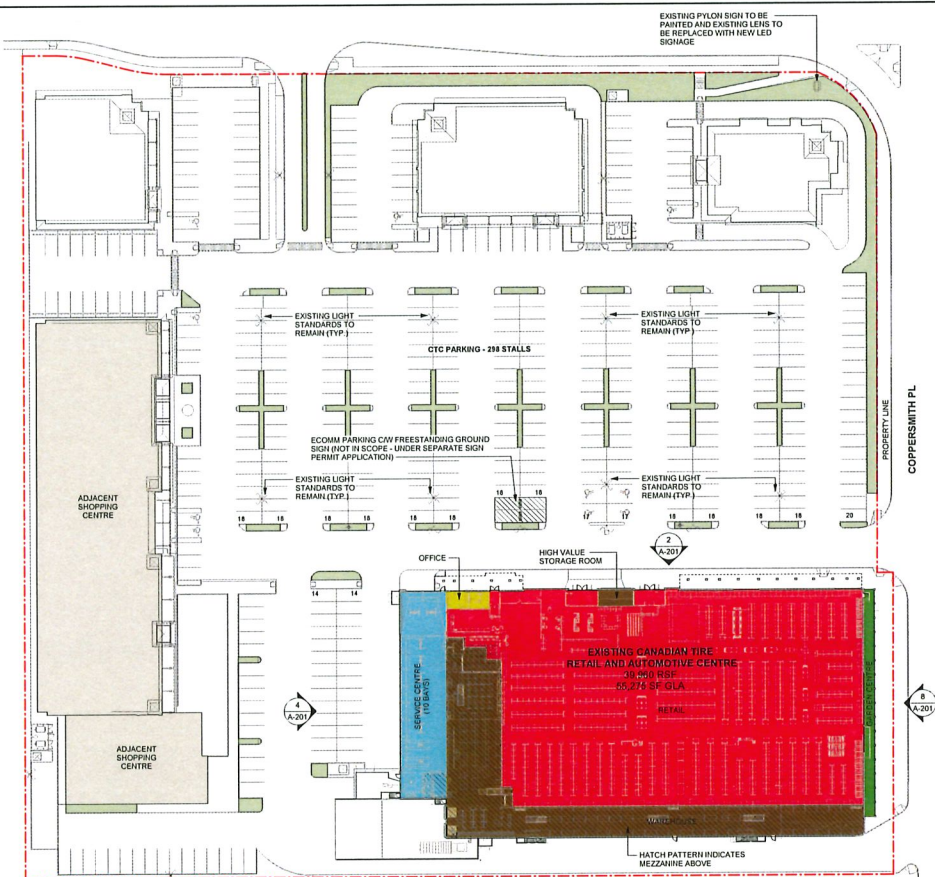 EXISTING PYLON SIGN TO BE
PAINTED AND EXISTING LENS TO
BE REPLACED WITH NEW LED
SIGNAGE
EXISTING LIGHT
STANDARDS TO
REMAIN (TYP.)
EXISTING LIGHT
STANDARDS TO
REMAIN (TYP.)
CTC PARKING - 298 STALLS
PROPERTY LINE
COPPERSMITH PL
ECOMM PARKING C/W FREESTANDING GROUND
SIGN (NOT IN SCOPE - UNDER SEPARATE SIGN
PERMIT APPLICATION)
EXISTING LIGHT
STANDARDS TO
REMAIN (TYP.)
EXISTING LIGHT
STANDARDS TO
REMAIN (TYP.)
ADJACENT
SHOPPING
CENTRE
18 18 18 18 18 18 18 18 17 17 18 18 18 18 20
2
A-201
OFFICE
HIGH VALUE
STORAGE ROOM
14 14
EXISTING CANADIAN TIRE
RETAIL AND AUTOMOTIVE CENTRE
55,275 SF GLA
RETAIL
SERVICE CENTRE
(10 BAYS)
GARDEN CENTRE
4
A-201
8
A-201
ADJACENT
SHOPPING
CENTRE
WAREHOUSE
HATCH PATTERN INDICATES
MEZZANINE ABOVE